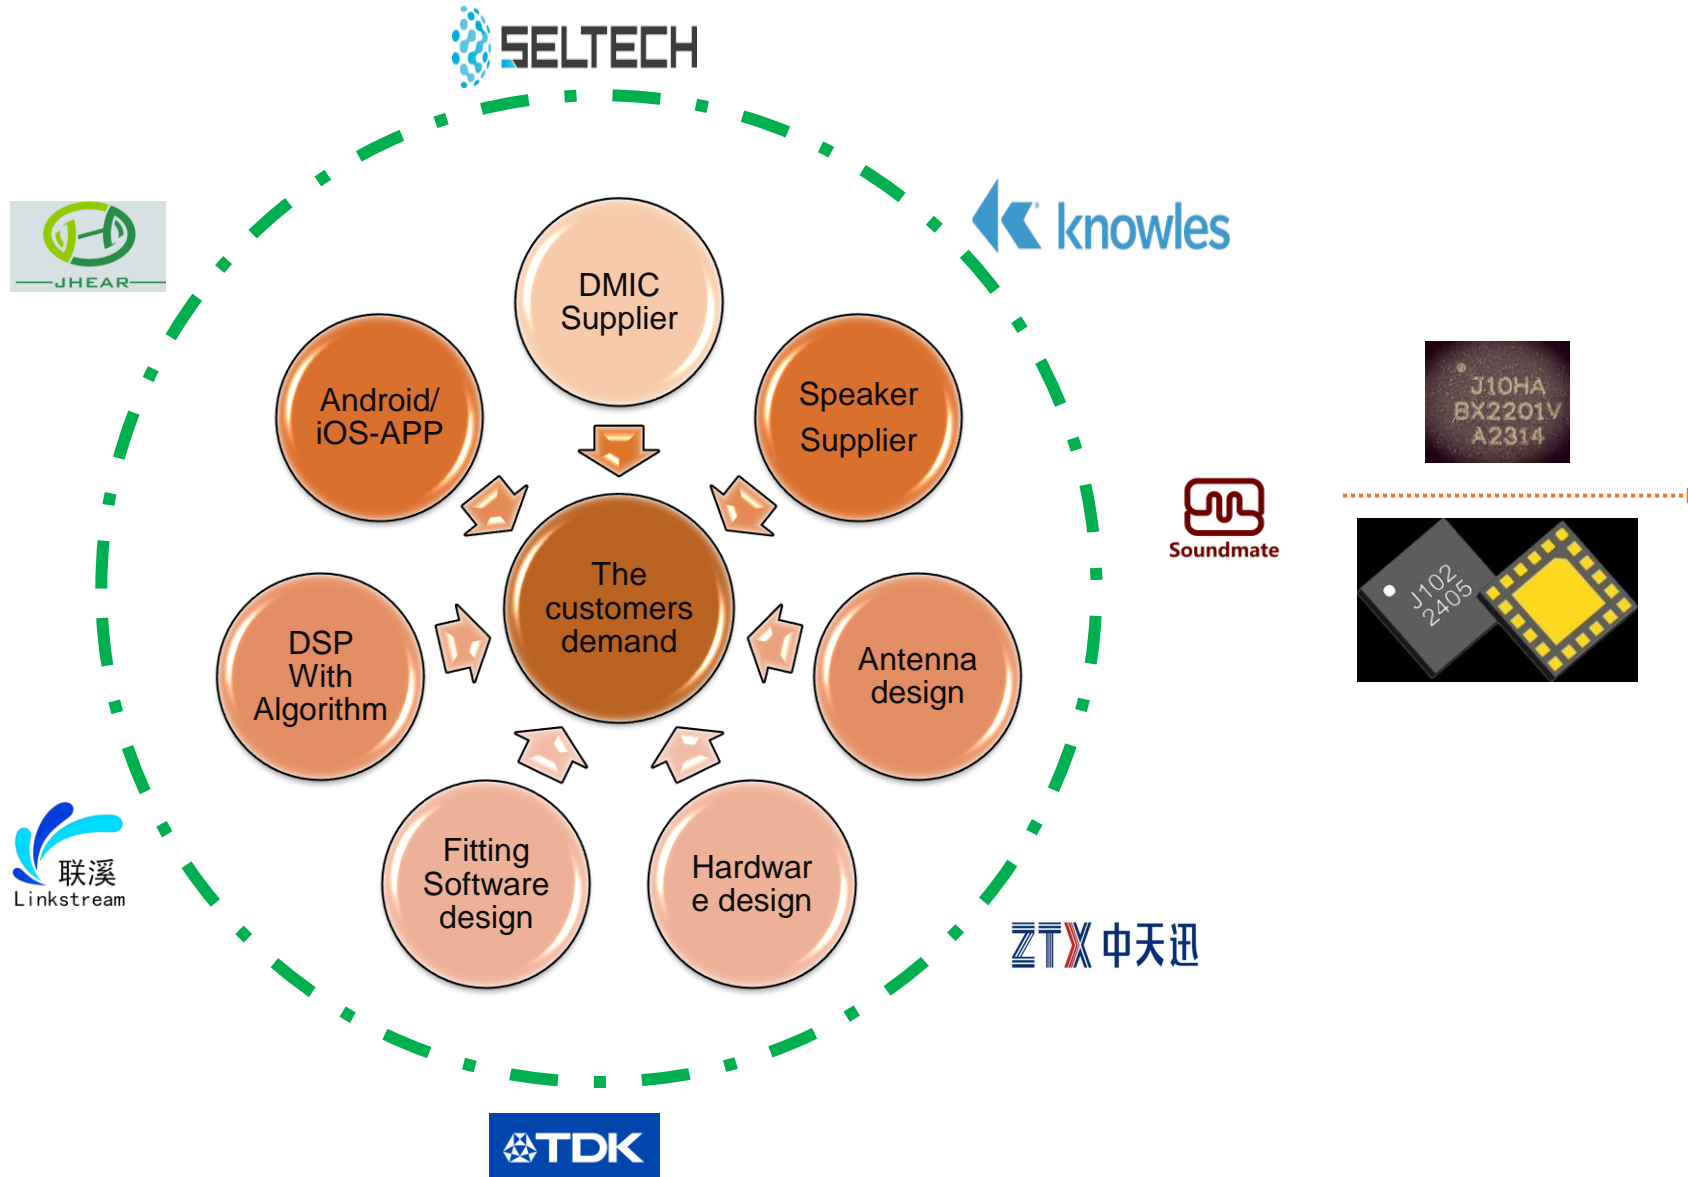 SELTECH
JHEAR
knowles
DMIC
Supplier
Android/
iOS-APP
Speaker
Supplier
J10HA
BX2201V
A2314
Soundmate
The
customers
demand
J102
2405
DSP
With
Algorithm
Antenna
design
联溪
Linkstream
Fitting
Software
design
Hardwar
e design
ZTX 中天迅
TDK